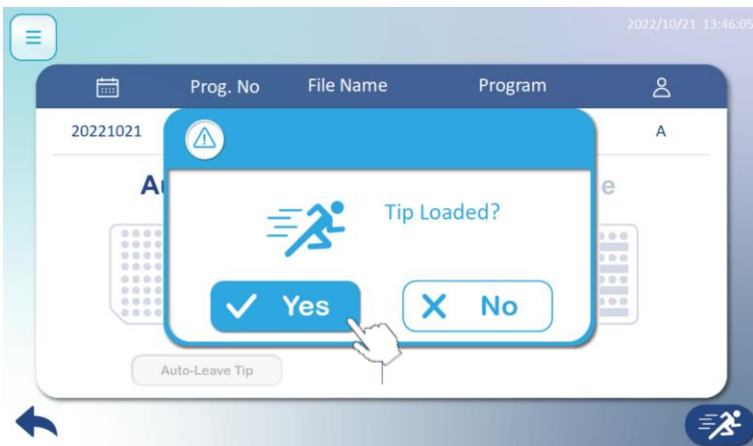 2022/10/21 13:46:05
Prog. No File Name Program
20221021 A
Tip Loaded?
Yes No
Auto-Leave Tip